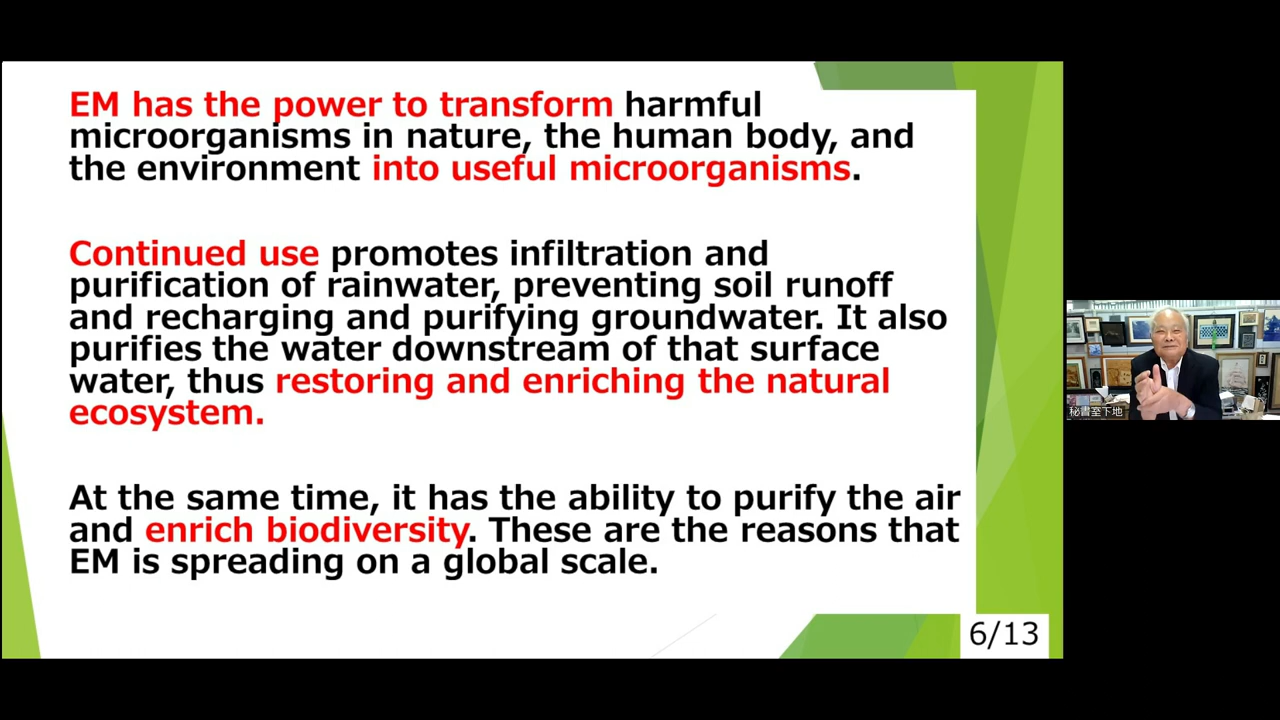 EM has the power to transform harmful
microorganisms in nature, the human body, and
the environment into useful microorganisms.
Continued use promotes infiltration and
purification of rainwater, preventing soil runoff
and recharging and purifying groundwater. It also
purifies the water downstream of that surface
water, thus restoring and enriching the natural
ecosystem.
At the same time, it has the ability to purify the air
and enrich biodiversity. These are the reasons that
EM is spreading on a global scale.
6/13
秘書室下地